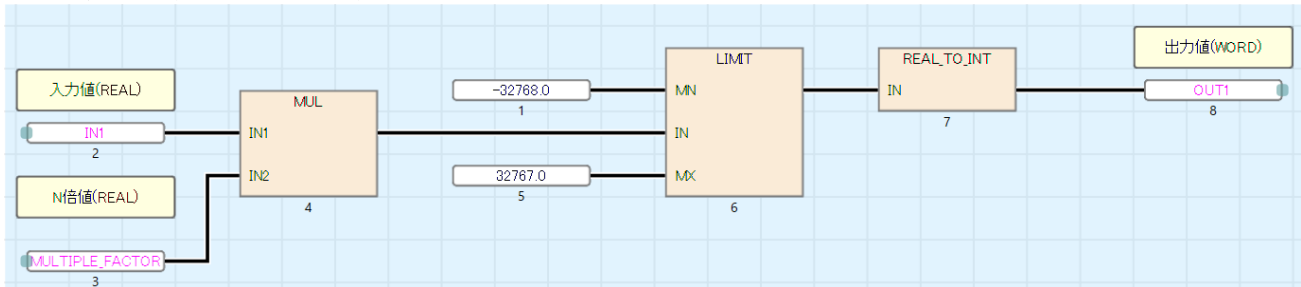 入力値(REAL)
IN1
2
N倍値(REAL)
MULTIPLE_FACTOR
3
MUL
IN1
IN2
4
-32768.0
1
32767.0
5
LIMIT
MN
IN
MX
6
REAL_TO_INT
IN
7
出力値(WORD)
OUT1
8